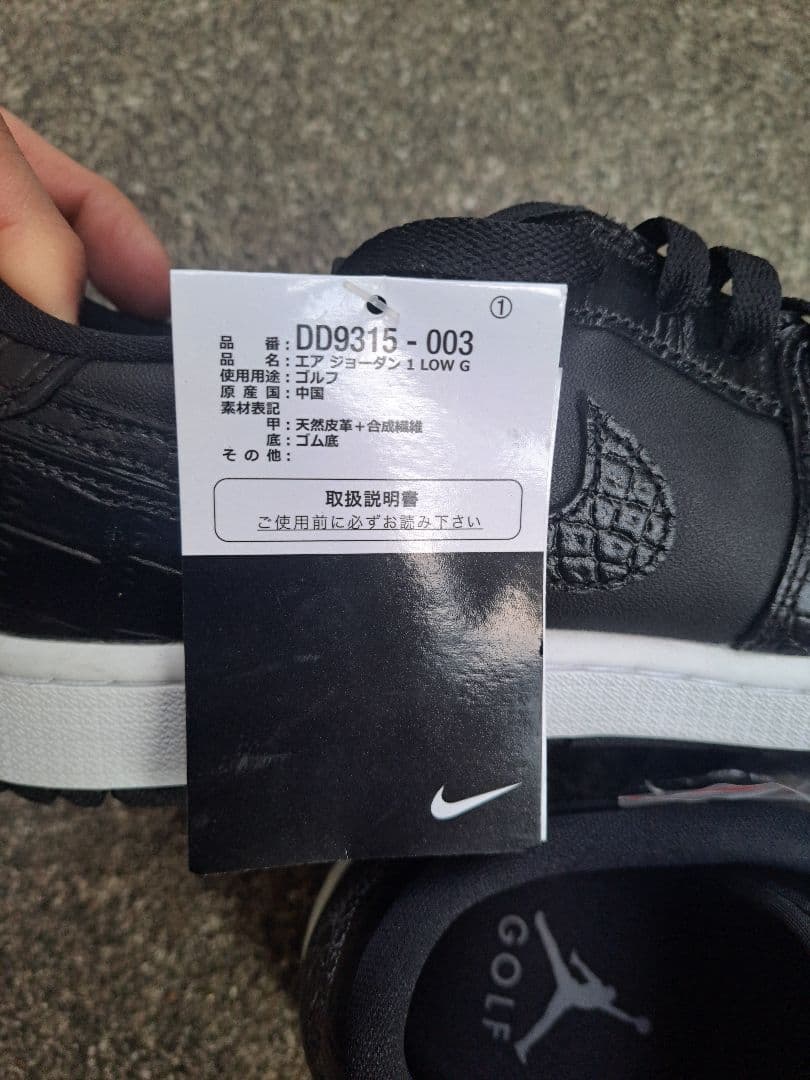 ①
品 番：DD9315 - 003
品 名：エア ジョーダン 1 LOW G
使用用途：ゴルフ
原 産 国：中国
素材表記
甲：天然皮革＋合成繊維
底：ゴム底
そ の 他：
取扱説明書
ご使用前に必ずお読み下さい
GOLF